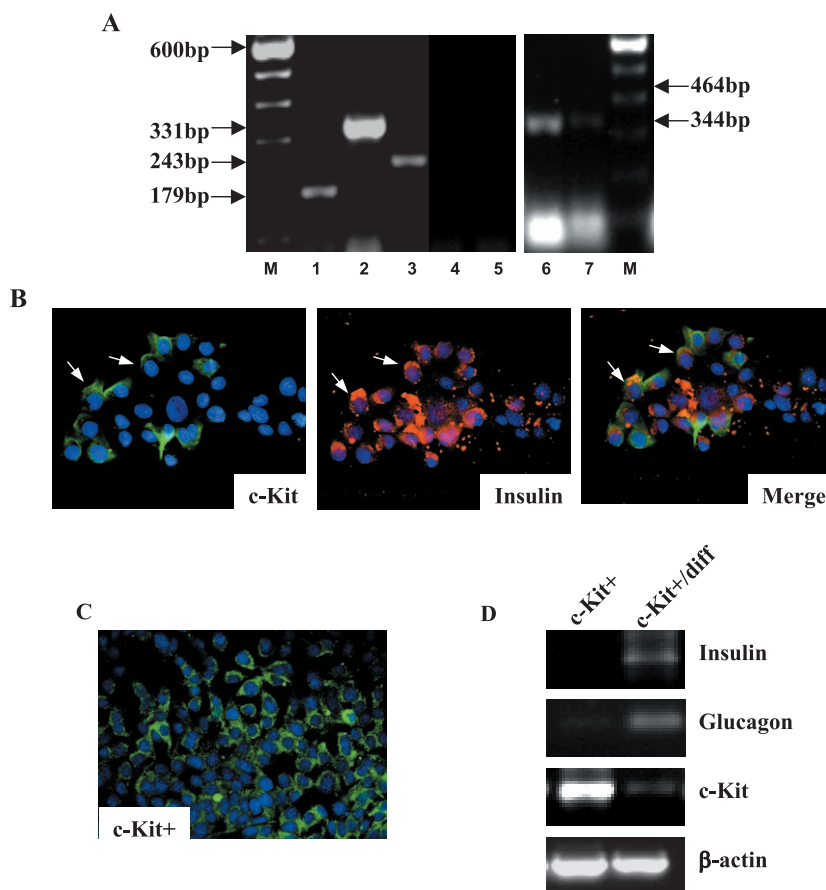 A
600bp
331bp
243bp
179bp
464bp
344bp
M 1 2 3 4 5 6 7 M
B
c-Kit
Insulin
Merge
C
c-Kit+
D
c-Kit+ c-Kit+/diff
Insulin
Glucagon
c-Kit
β-actin